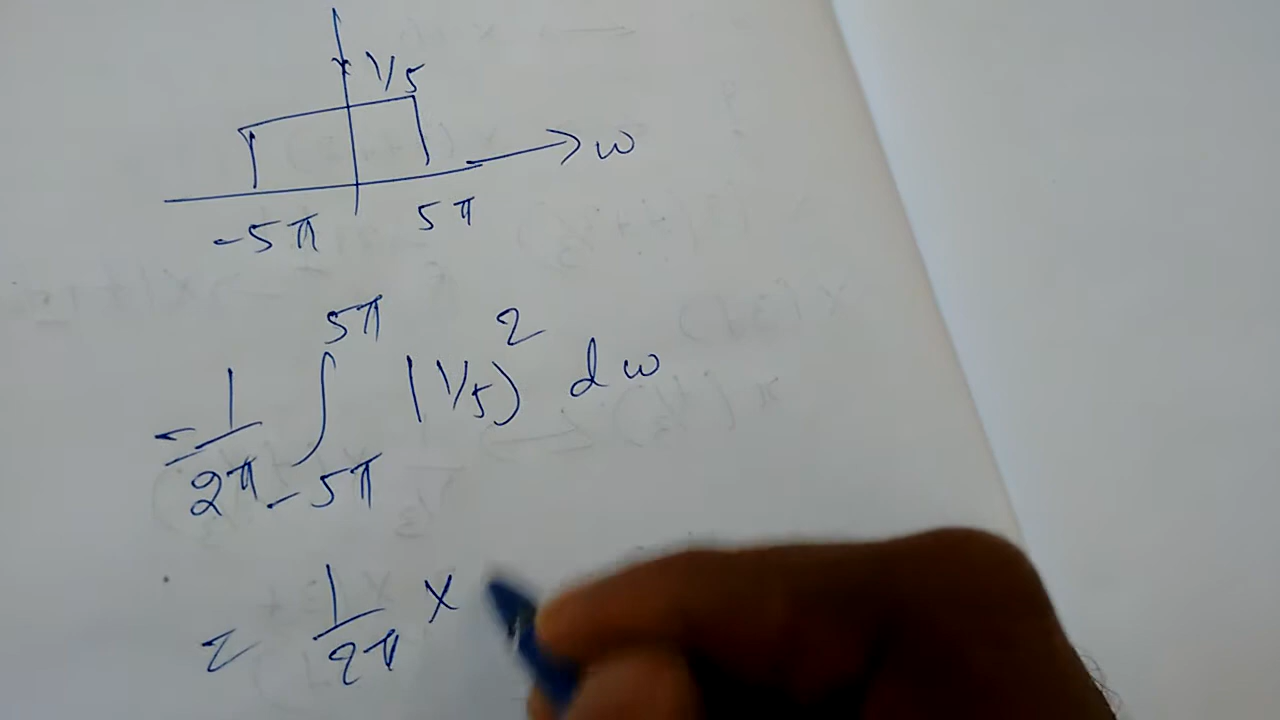 1/5
ω
-5π 5π
= 1/2π ∫_{-5π}^{5π} (1/5)^2 dω
= 1/2π ×